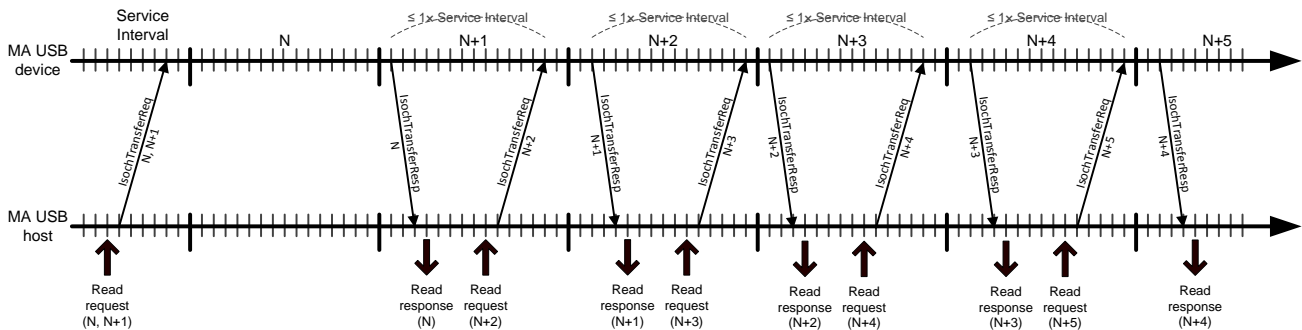 Service
Interval
≤ 1x Service Interval
≤ 1x Service Interval
≤ 1x Service Interval
≤ 1x Service Interval
N
N+1
N+2
N+3
N+4
N+5
MA USB
device
IsochTransferReq
N, N+1
IsochTransferResp
N
IsochTransferReq
N+2
IsochTransferResp
N+1
IsochTransferReq
N+3
IsochTransferResp
N+2
IsochTransferReq
N+4
IsochTransferResp
N+3
IsochTransferReq
N+5
IsochTransferResp
N+4
MA USB
host
Read
request
(N, N+1)
Read
response
(N)
Read
request
(N+2)
Read
response
(N+1)
Read
request
(N+3)
Read
response
(N+2)
Read
request
(N+4)
Read
response
(N+3)
Read
request
(N+5)
Read
response
(N+4)